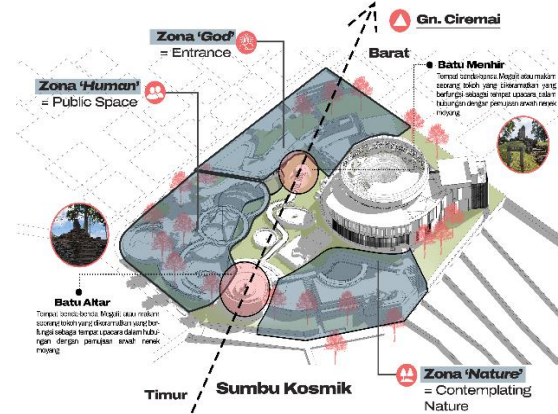 Gn. Ciremai
Zona 'God'
= Entrance
Barat
Zona 'Human'
= Public Space
Batu Menhir
Tempat benda-benda Megalit atau makam
seorang tokoh yang dikeramatkan yang
berfungsi sebagai tempat upacara dalam
hubungan dengan pemujaan arwah nenek
moyang
Batu Altar
Tempat benda-benda Megalit atau makam
seorang tokoh yang dikeramatkan yang ber-
fungsi sebagai tempat upacara dalam hubu-
ngan dengan pemujaan arwah nenek
moyang
Zona 'Nature'
= Contemplating
Nature
Timur
Sumbu Kosmik